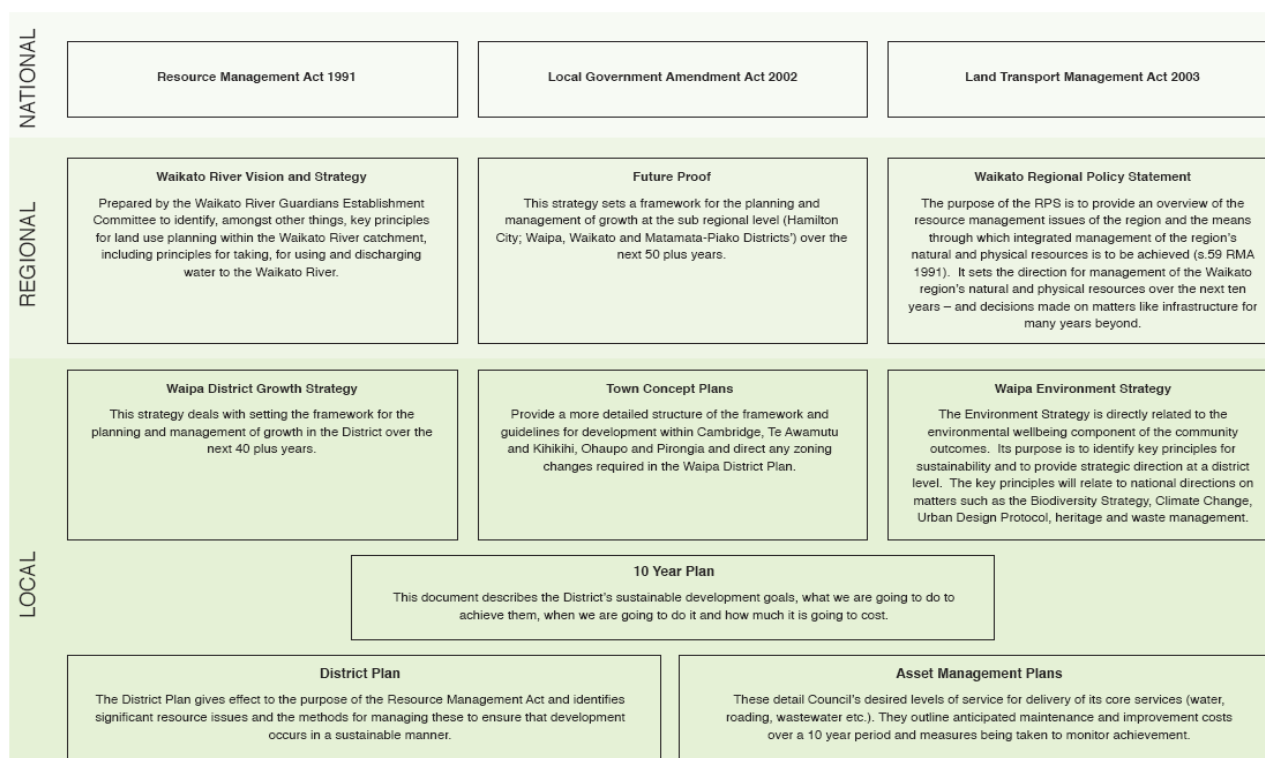 NATIONAL
Resource Management Act 1991
Local Government Amendment Act 2002
Land Transport Management Act 2003
REGIONAL
Waikato River Vision and Strategy
Prepared by the Waikato River Guardians Establishment
Committee to identify, amongst other things, key principles
for land use planning within the Waikato River catchment,
including principles for taking, for using and discharging
water to the Waikato River.
Future Proof
This strategy sets a framework for the planning and
management of growth at the sub regional level (Hamilton
City; Waipa, Waikato and Matamata-Piako Districts’) over the
next 50 plus years.
Waikato Regional Policy Statement
The purpose of the RPS is to provide an overview of the
resource management issues of the region and the means
through which integrated management of the region’s
natural and physical resources is to be achieved (s.59 RMA
1991). It sets the direction for management of the Waikato
region’s natural and physical resources over the next ten
years – and decisions made on matters like infrastructure for
many years beyond.
LOCAL
Waipa District Growth Strategy
This strategy deals with setting the framework for the
planning and management of growth in the District over the
next 40 plus years.
Town Concept Plans
Provide a more detailed structure of the framework and
guidelines for development within Cambridge, Te Awamutu
and Kihikihi, Ohaupo and Pirongia and direct any zoning
changes required in the Waipa District Plan.
Waipa Environment Strategy
The Environment Strategy is directly related to the
environmental wellbeing component of the community
outcomes. Its purpose is to identify key principles for
sustainability and to provide strategic direction at a district
level. The key principles will relate to national directions on
matters such as the Biodiversity Strategy, Climate Change,
Urban Design Protocol, heritage and waste management.
10 Year Plan
This document describes the District’s sustainable development goals, what we are going to do to
achieve them, when we are going to do it and how much it is going to cost.
District Plan
The District Plan gives effect to the purpose of the Resource Management Act and identifies
significant resource issues and the methods for managing these to ensure that development
occurs in a sustainable manner.
Asset Management Plans
These detail Council’s desired levels of service for delivery of its core services (water,
roading, wastewater etc.). They outline anticipated maintenance and improvement costs
over a 10 year period and measures being taken to monitor achievement.